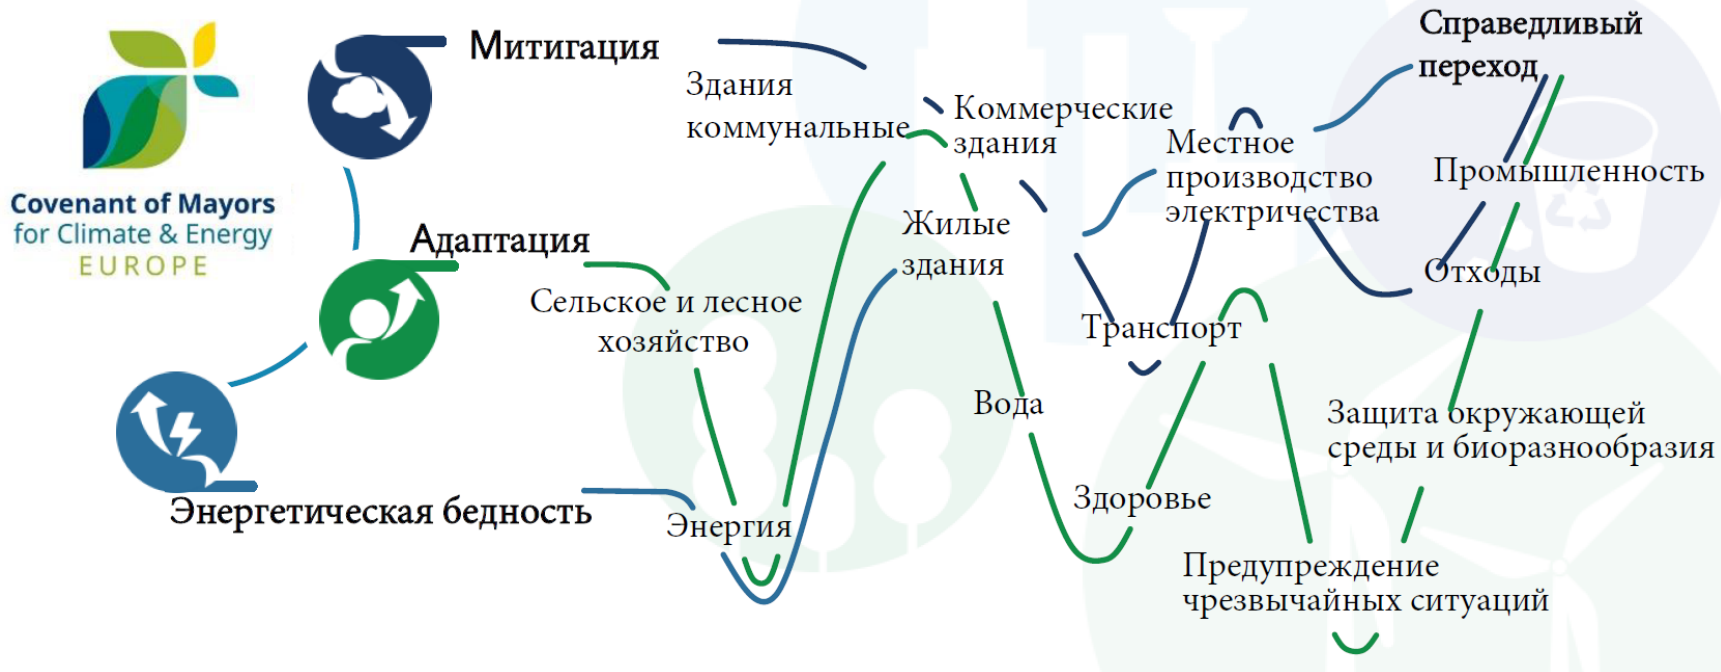 Covenant of Mayors
for Climate & Energy
EUROPE
Митигация
Адаптация
Энергетическая бедность
Сельское и лесное
хозяйство
Энергия
Здания
коммунальные
Коммерческие
здания
Жилые
здания
Вода
Здоровье
Транспорт
Местное
производство
электричества
Предупреждение
чрезвычайных ситуаций
Защита окружающей
среды и биоразнообразия
Отходы
Промышленность
Справедливый
переход